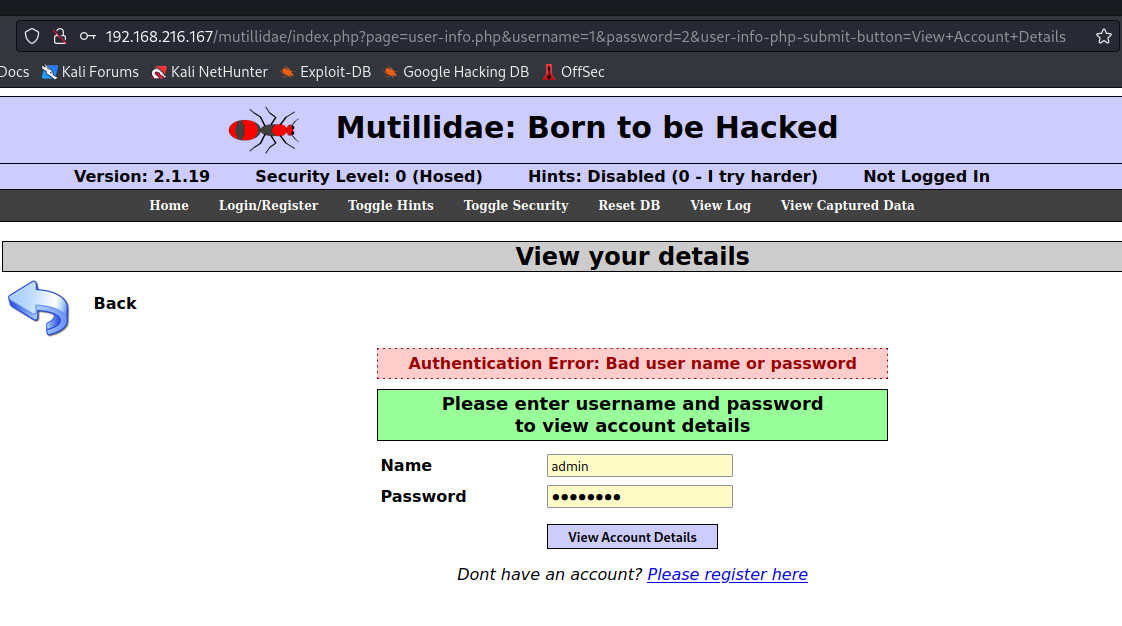 192.168.216.167/mutillidae/index.php?page=user-info.php&username=1&password=2&user-info-php-submit-button=View+Account+Details
Docs Kali Forums Kali NetHunter Exploit-DB Google Hacking DB OffSec
Mutillidae: Born to be Hacked
Version: 2.1.19 Security Level: 0 (Hosed) Hints: Disabled (0 - I try harder) Not Logged In
Home Login/Register Toggle Hints Toggle Security Reset DB View Log View Captured Data
View your details
Back
Authentication Error: Bad user name or password
Please enter username and password
to view account details
Name admin
Password ●●●●●●●●
View Account Details
Dont have an account? Please register here